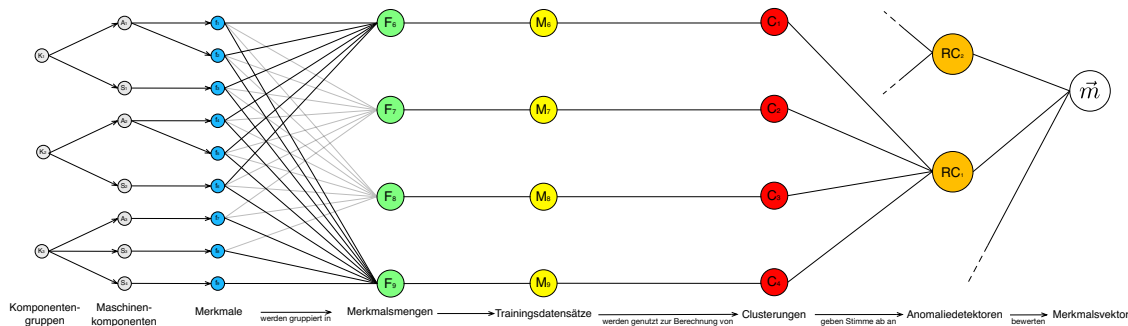 A₁ F₆ M₆ C₁
RC₂
K₁
S₁ m⃗
F₇ M₇ C₂
A₂
K₂
RC₁
S₂
F₈ M₈ C₃
A₃
K₃ S₃
S₄ F₉ M₉ C₄
Komponenten-
gruppen
Maschinen-
komponenten
Merkmale
werden gruppiert in
Merkmalsmengen
Trainingsdatensätze
werden genutzt zur Berechnung von
Clusterungen
geben Stimme ab an
Anomaliedetektoren
bewerten
Merkmalsvektor